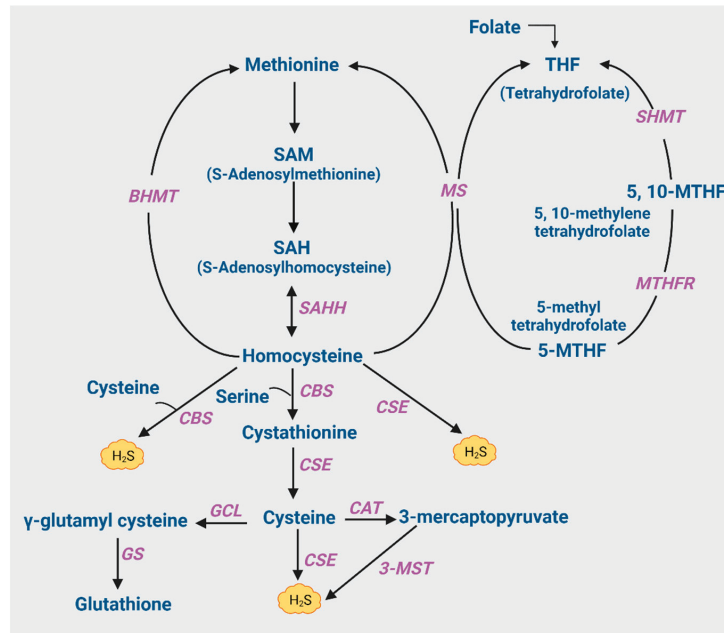 Folate
Methionine
THF
(Tetrahydrofolate)
SHMT
SAM
(S-Adenosylmethionine)
BHMT
MS
5, 10-MTHF
5, 10-methylene
tetrahydrofolate
SAH
(S-Adenosylhomocysteine)
MTHFR
SAHH
5-methyl
tetrahydrofolate
5-MTHF
Homocysteine
Cysteine
Serine
CBS
CBS
CSE
Cystathionine
H₂S
H₂S
CSE
γ-glutamyl cysteine
GCL
Cysteine
CAT
3-mercaptopyruvate
GS
CSE
3-MST
Glutathione
H₂S